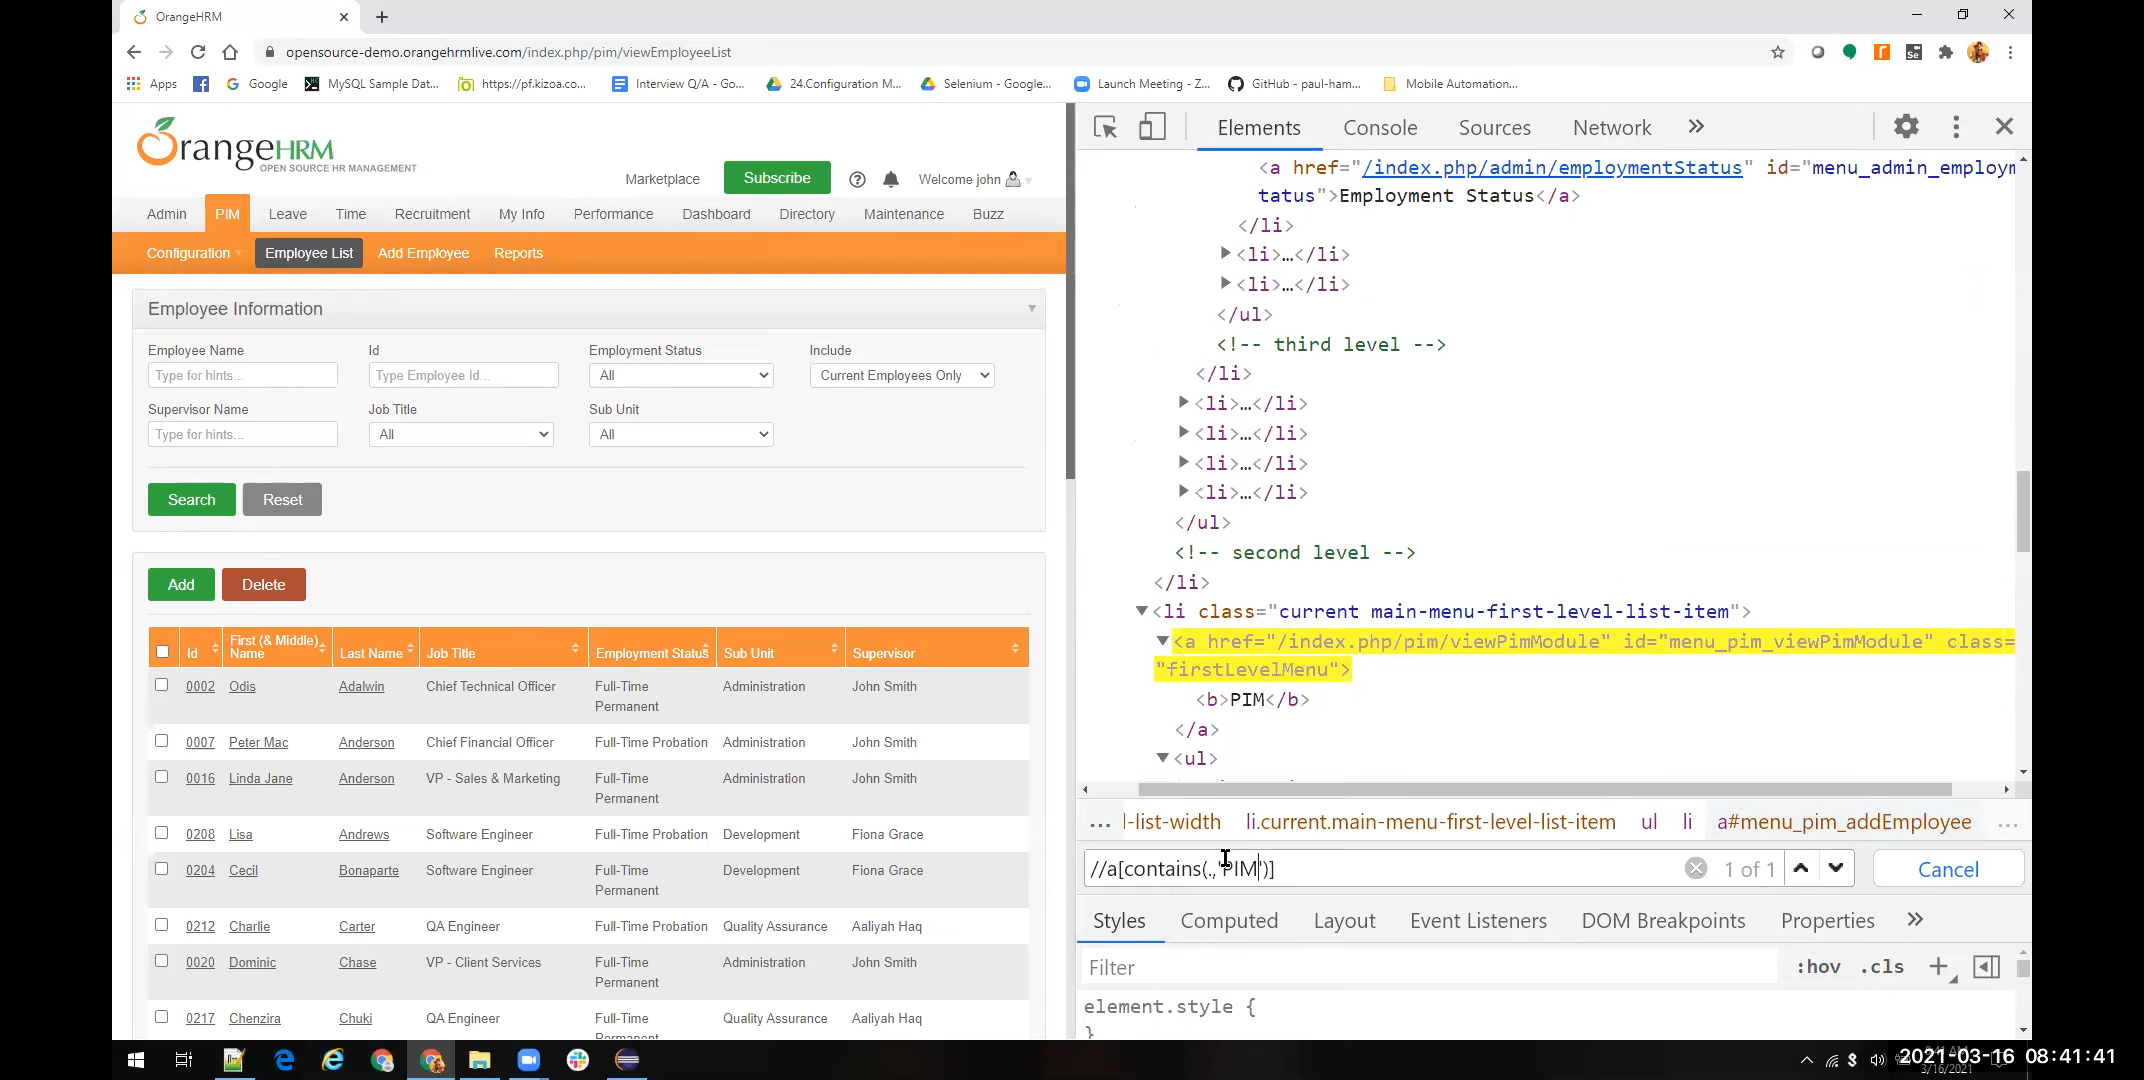 OrangeHRM
opensource-demo.orangehrmlive.com/index.php/pim/viewEmployeeList
Apps Google MySQL Sample Dat... https://pf.kizoa.co... Interview Q/A - Go... 24.Configuration M... Selenium - Google... Launch Meeting - Z... GitHub - paul-ham... Mobile Automation...
OrangeHRM
OPEN SOURCE HR MANAGEMENT
Marketplace Subscribe Welcome john
Admin PIM Leave Time Recruitment My Info Performance Dashboard Directory Maintenance Buzz
Configuration Employee List Add Employee Reports
Employee Information
Employee Name Id Employment Status Include
Type for hints... Type Employee Id... All Current Employees Only
Supervisor Name Job Title Sub Unit
Type for hints... All All
Search Reset
Add Delete
Id First (& Middle) Name Last Name Job Title Employment Status Sub Unit Supervisor
0002 Odis Adalwin Chief Technical Officer Full-Time Permanent Administration John Smith
0007 Peter Mac Anderson Chief Financial Officer Full-Time Probation Administration John Smith
0016 Linda Jane Anderson VP - Sales & Marketing Full-Time Permanent Administration John Smith
0208 Lisa Andrews Software Engineer Full-Time Probation Development Fiona Grace
0204 Cecil Bonaparte Software Engineer Full-Time Permanent Development Fiona Grace
0212 Charlie Carter QA Engineer Full-Time Probation Quality Assurance Aaliyah Haq
0020 Dominic Chase VP - Client Services Full-Time Permanent Administration John Smith
0217 Chenzira Chuki QA Engineer Full-Time Quality Assurance Aaliyah Haq
Elements Console Sources Network
<a href="/index.php/admin/employmentStatus" id="menu_admin_employm
tatus">Employment Status</a>
</li>
<li>…</li>
<li>…</li>
</ul>
<!-- third level -->
</li>
<li>…</li>
<li>…</li>
<li>…</li>
<li>…</li>
</ul>
<!-- second level -->
</li>
<li class="current main-menu-first-level-list-item">
<a href="/index.php/pim/viewPimModule" id="menu_pim_viewPimModule" class=
"firstLevelMenu">
<b>PIM</b>
</a>
<ul>
... l-list-width li.current.main-menu-first-level-list-item ul li a#menu_pim_addEmployee ...
//a[contains(.,'PIM')] 1 of 1 Cancel
Styles Computed Layout Event Listeners DOM Breakpoints Properties
Filter :hov .cls
element.style {
}
2021-03-16 08:41:41
3/16/2021